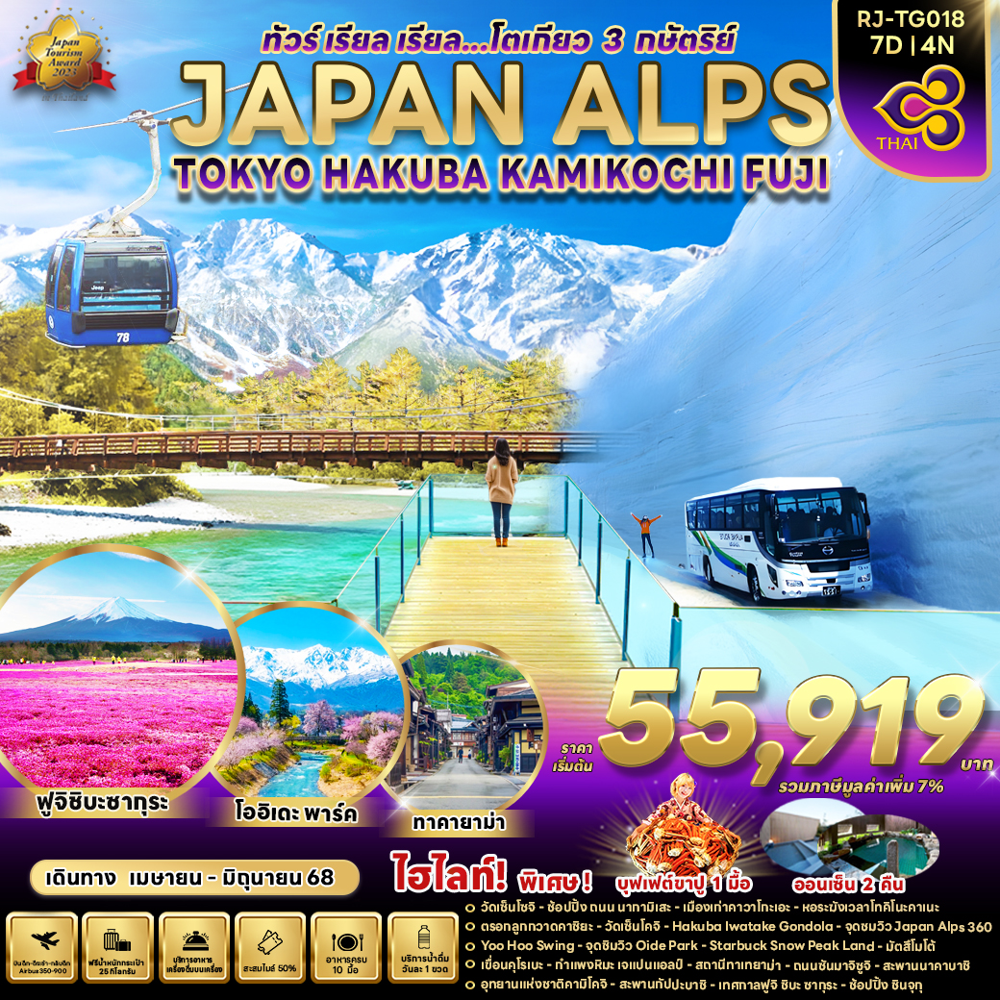 Japan
Tourism
Award
2023
ทัวร์ เรียล เรียล...โตเกียว 3 กษัตริย์
JAPAN ALPS
TOKYO HAKUBA KAMIKOCHI FUJI
RJ-TG018
7D | 4N
THAI
Jeep
78
ฟูจิชิบะซากุระ
โออิเดะ พาร์ค
ทาคายาม่า
ราคา
เริ่มต้น
55,919
บาท
รวมภาษีมูลค่าเพิ่ม 7%
เดินทาง เมษายน - มิถุนายน 68
ไฮไลท์! พิเศษ !
บุฟเฟต์ขาปู 1 มื้อ
ออนเซ็น 2 คืน
วัดเซ็นโซจิ - ช้อปปิ้ง ถนน นากามิเสะ - เมืองเก่าคาวาโกะเอะ - หอระฆังเวลาโทคิโนะคาเนะ
ตรอกลูกกวาดคาชิยะ - วัดเซ็นโคจิ - Hakuba Iwatake Gondola - จุดชมวิว Japan Alps 360
Yoo Hoo Swing - จุดชิมวิว Oide Park - Starbuck Snow Peak Land - มัตสึโมโต้
เขื่อนคุโรเบะ - กำแพงหิมะ เจแปนแอลป์ - สถานีทาเทยาม่า - ถนนซันมาจิซูจิ - สะพานนาคาบาชิ
อุทยานแห่งชาติคามิโคจิ - สะพานกัปปะบาชิ - เทศกาลฟูจิ ชิบะ ซากุระ - ช้อปปิ้ง ชินจุกุ
บินดึก-ถึงเช้า-กลับดึก
Airbus350-900
ฟรีน้ำหนักกระเป๋า
25 กิโลกรัม
บริการอาหาร
เครื่องดื่มบนเครื่อง
สะสมไมล์ 50%
อาหารครบ
10 มื้อ
บริการน้ำดื่ม
วันละ 1 ขวด